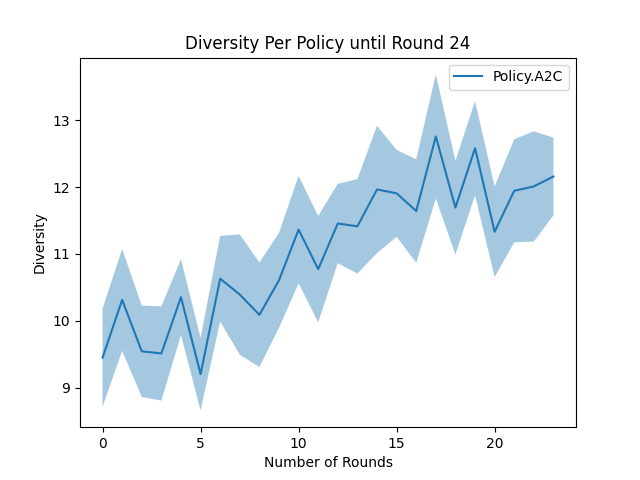 Diversity Per Policy until Round 24
Policy.A2C
13
12
11
10
9
Diversity
0 5 10 15 20
Number of Rounds